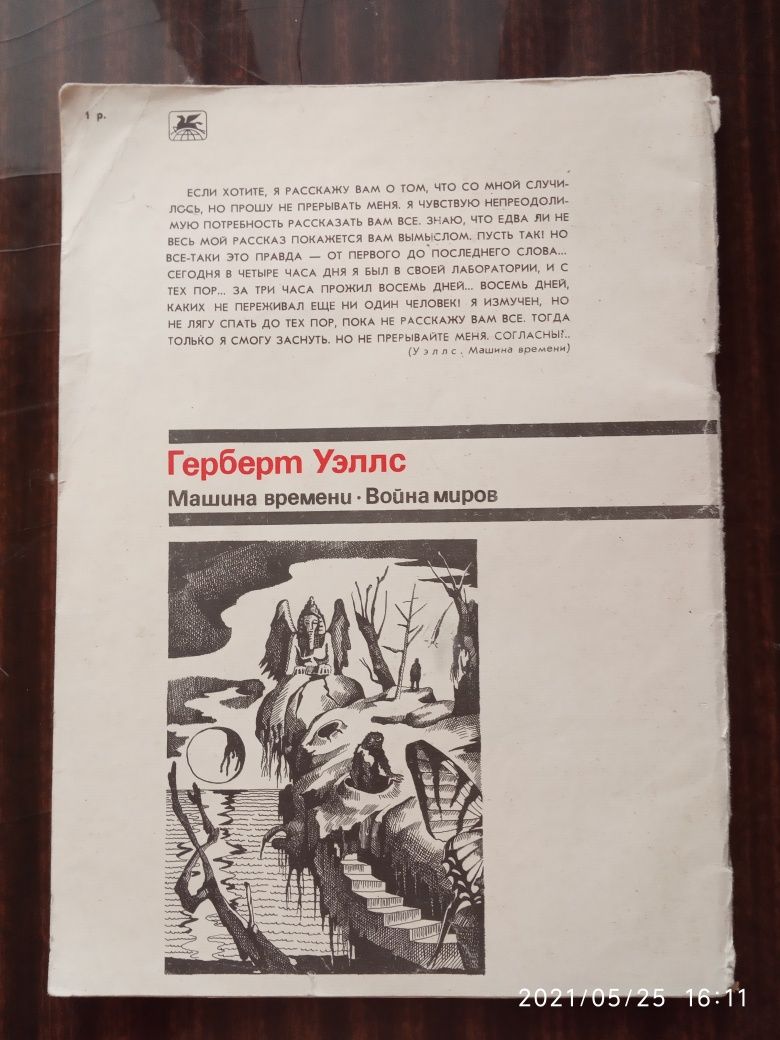 1 р.
ЕСЛИ ХОТИТЕ, Я РАССКАЖУ ВАМ О ТОМ, ЧТО СО МНОЙ СЛУЧИ-
ЛОСЬ, НО ПРОШУ НЕ ПРЕРЫВАТЬ МЕНЯ. Я ЧУВСТВУЮ НЕПРЕОДОЛИ-
МУЮ ПОТРЕБНОСТЬ РАССКАЗАТЬ ВАМ ВСЕ. ЗНАЮ, ЧТО ЕДВА ЛИ НЕ
ВЕСЬ МОЙ РАССКАЗ ПОКАЖЕТСЯ ВАМ ВЫМЫСЛОМ. ПУСТЬ ТАК! НО
ВСЕ-ТАКИ ЭТО ПРАВДА — ОТ ПЕРВОГО ДО ПОСЛЕДНЕГО СЛОВА...
СЕГОДНЯ В ЧЕТЫРЕ ЧАСА ДНЯ Я БЫЛ В СВОЕЙ ЛАБОРАТОРИИ, И С
ТЕХ ПОР... ЗА ТРИ ЧАСА ПРОЖИЛ ВОСЕМЬ ДНЕЙ... ВОСЕМЬ ДНЕЙ,
КАКИХ НЕ ПЕРЕЖИВАЛ ЕЩЕ НИ ОДИН ЧЕЛОВЕК! Я ИЗМУЧЕН, НО
НЕ ЛЯГУ СПАТЬ ДО ТЕХ ПОР, ПОКА НЕ РАССКАЖУ ВАМ ВСЕ. ТОГДА
ТОЛЬКО Я СМОГУ ЗАСНУТЬ. НО НЕ ПРЕРЫВАЙТЕ МЕНЯ. СОГЛАСНЫ?..
(Уэллс. Машина времени)
Герберт Уэллс
Машина времени · Война миров
2021/05/25 16:11